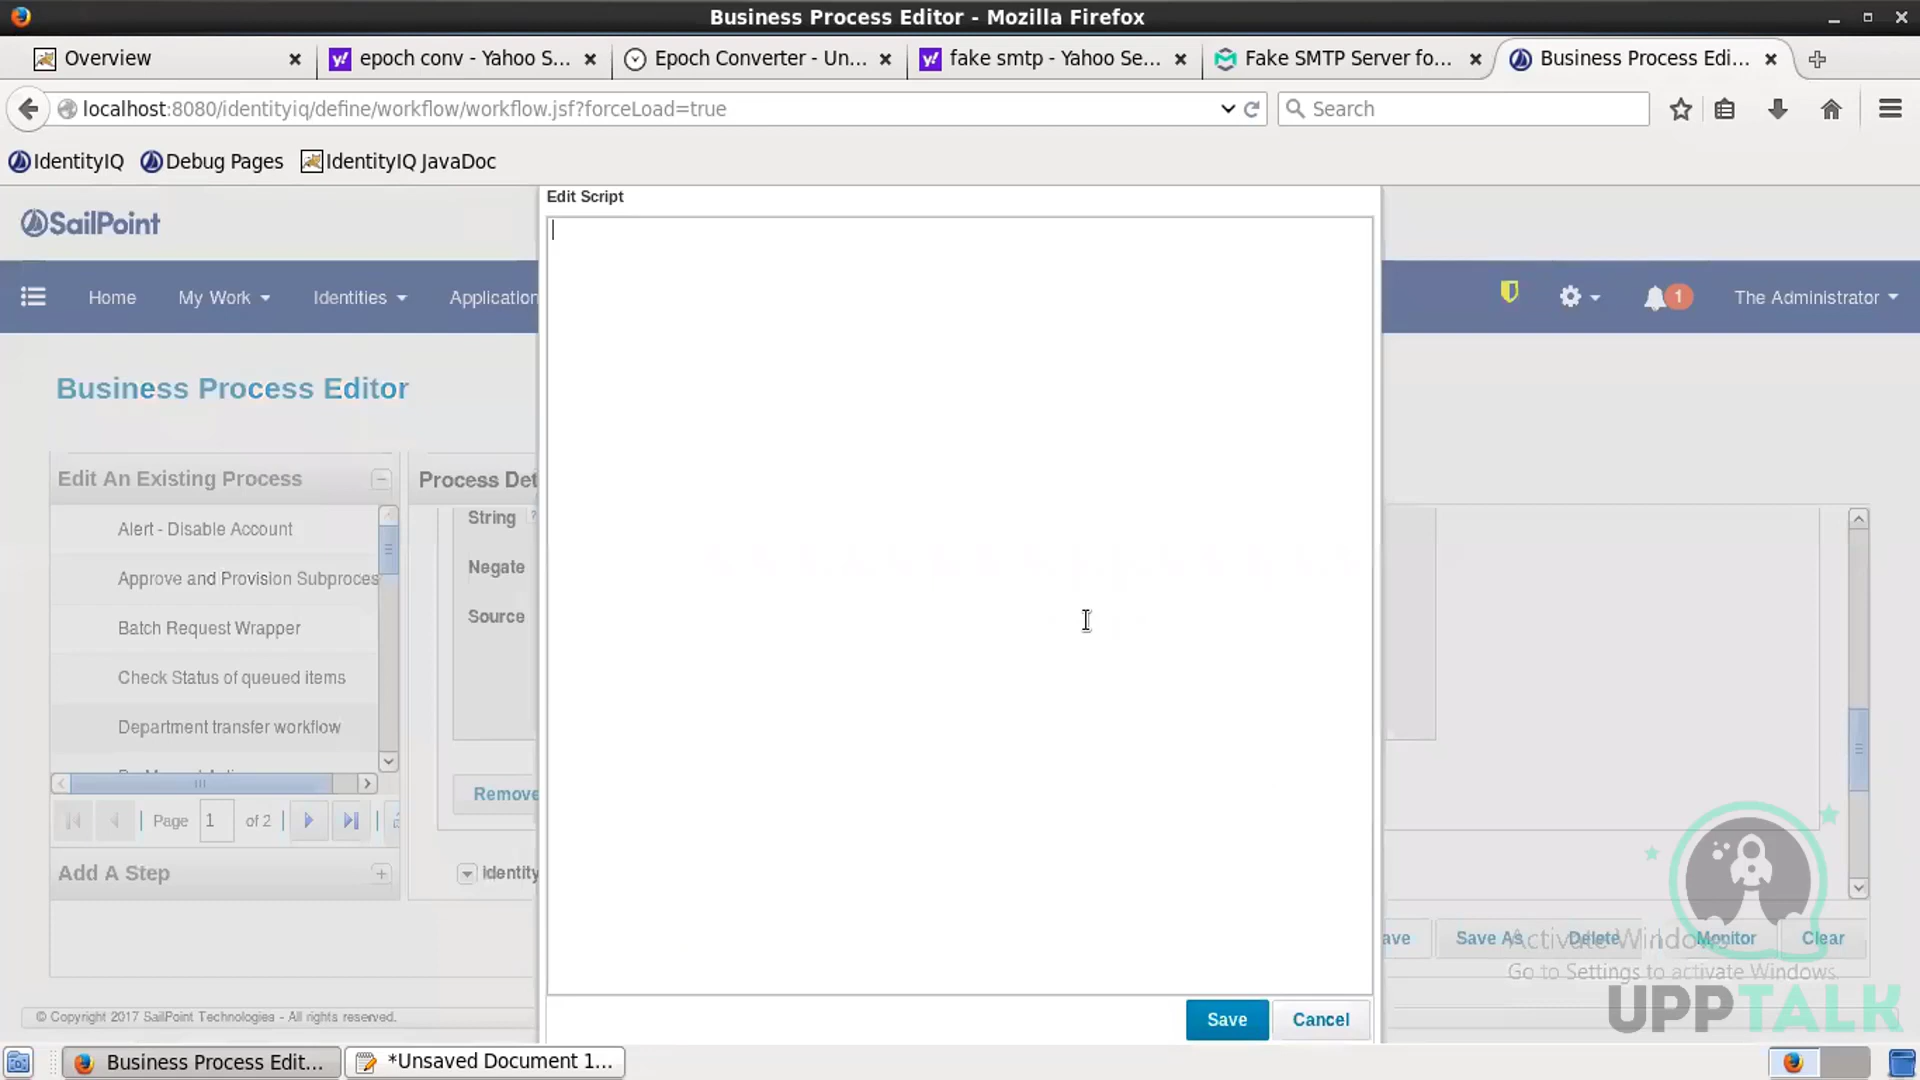 Business Process Editor - Mozilla Firefox
Overview
epoch conv - Yahoo S...
Epoch Converter - Un...
fake smtp - Yahoo Se...
Fake SMTP Server fo...
Business Process Edi...
localhost:8080/identityiq/define/workflow/workflow.jsf?forceLoad=true
Search
IdentityIQ
Debug Pages
IdentityIQ JavaDoc
Edit Script
SailPoint
Home
My Work
Identities
Application
1
The Administrator
Business Process Editor
Edit An Existing Process
Process Det
Alert - Disable Account
Approve and Provision Subproces
Batch Request Wrapper
Check Status of queued items
Department transfer workflow
String
Negate
Source
Remove
Page 1 of 2
Add A Step
identity
ave
Save As
Delete
Monitor
Clear
Activate Windows
Go to Settings to activate Windows.
UPPTALK
© Copyright 2017 SailPoint Technologies - All rights reserved.
Save
Cancel
Business Process Edit...
*Unsaved Document 1...